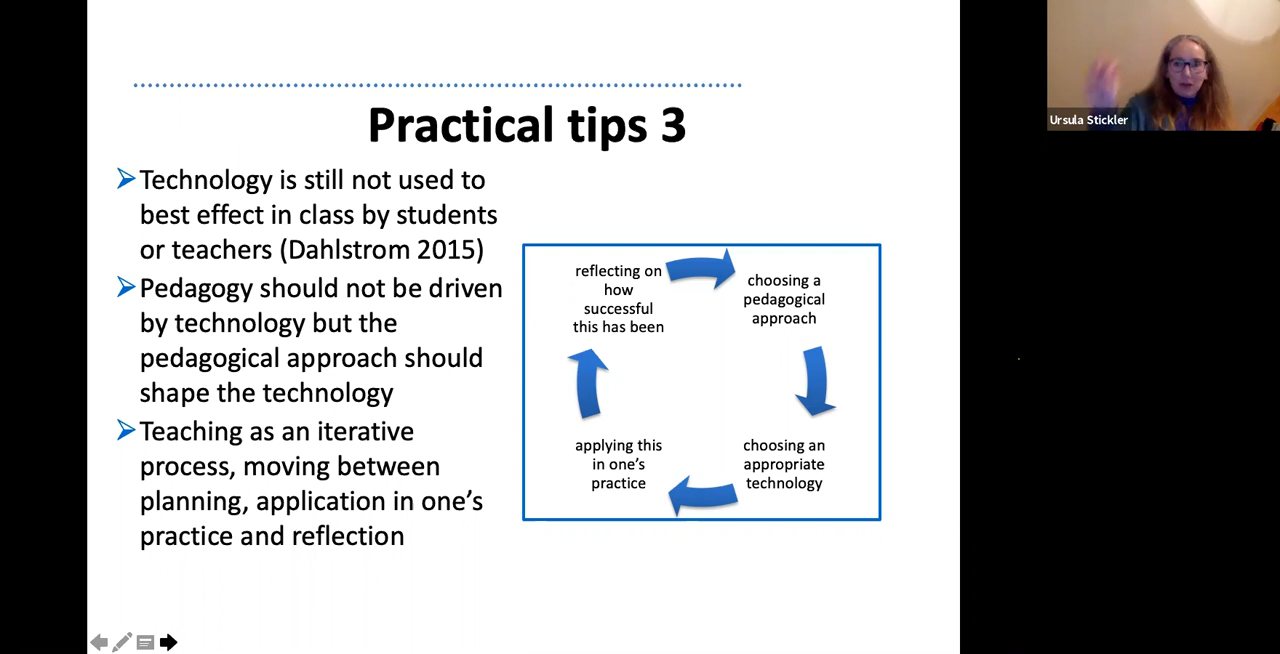 Practical tips 3
Technology is still not used to
best effect in class by students
or teachers (Dahlstrom 2015)
Pedagogy should not be driven
by technology but the
pedagogical approach should
shape the technology
Teaching as an iterative
process, moving between
planning, application in one’s
practice and reflection
reflecting on
how
successful
this has been
choosing a
pedagogical
approach
choosing an
appropriate
technology
applying this
in one’s
practice
Ursula Stickler